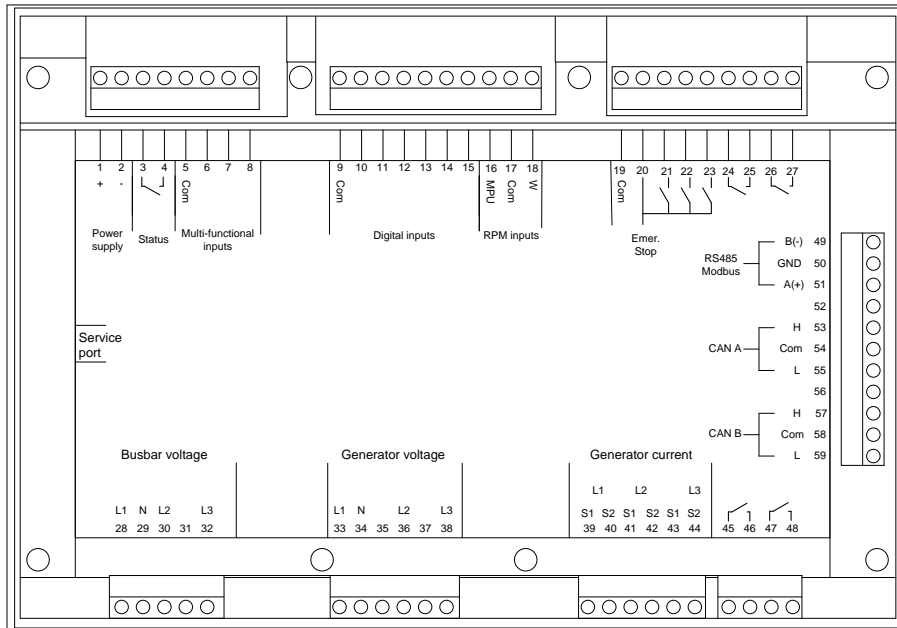 1 2 3 4 5 6 7 8 9 10 11 12 13 14 15 16 17 18 19 20 21 22 23 24 25 26 27
+ - Com Com MPU Com W Com
Power
supply
Status
Multi-functional
inputs
Digital inputs
RPM inputs
Emer.
Stop
RS485
Modbus
B(-) 49
GND 50
A(+) 51
52
CAN A
H 53
Com 54
L 55
56
CAN B
H 57
Com 58
L 59
Service
port
Busbar voltage
L1 N L2 L3
28 29 30 31 32
Generator voltage
L1 N L2 L3
33 34 35 36 37 38
Generator current
L1 L2 L3
S1 S2 S1 S2 S1 S2
39 40 41 42 43 44
45 46 47 48